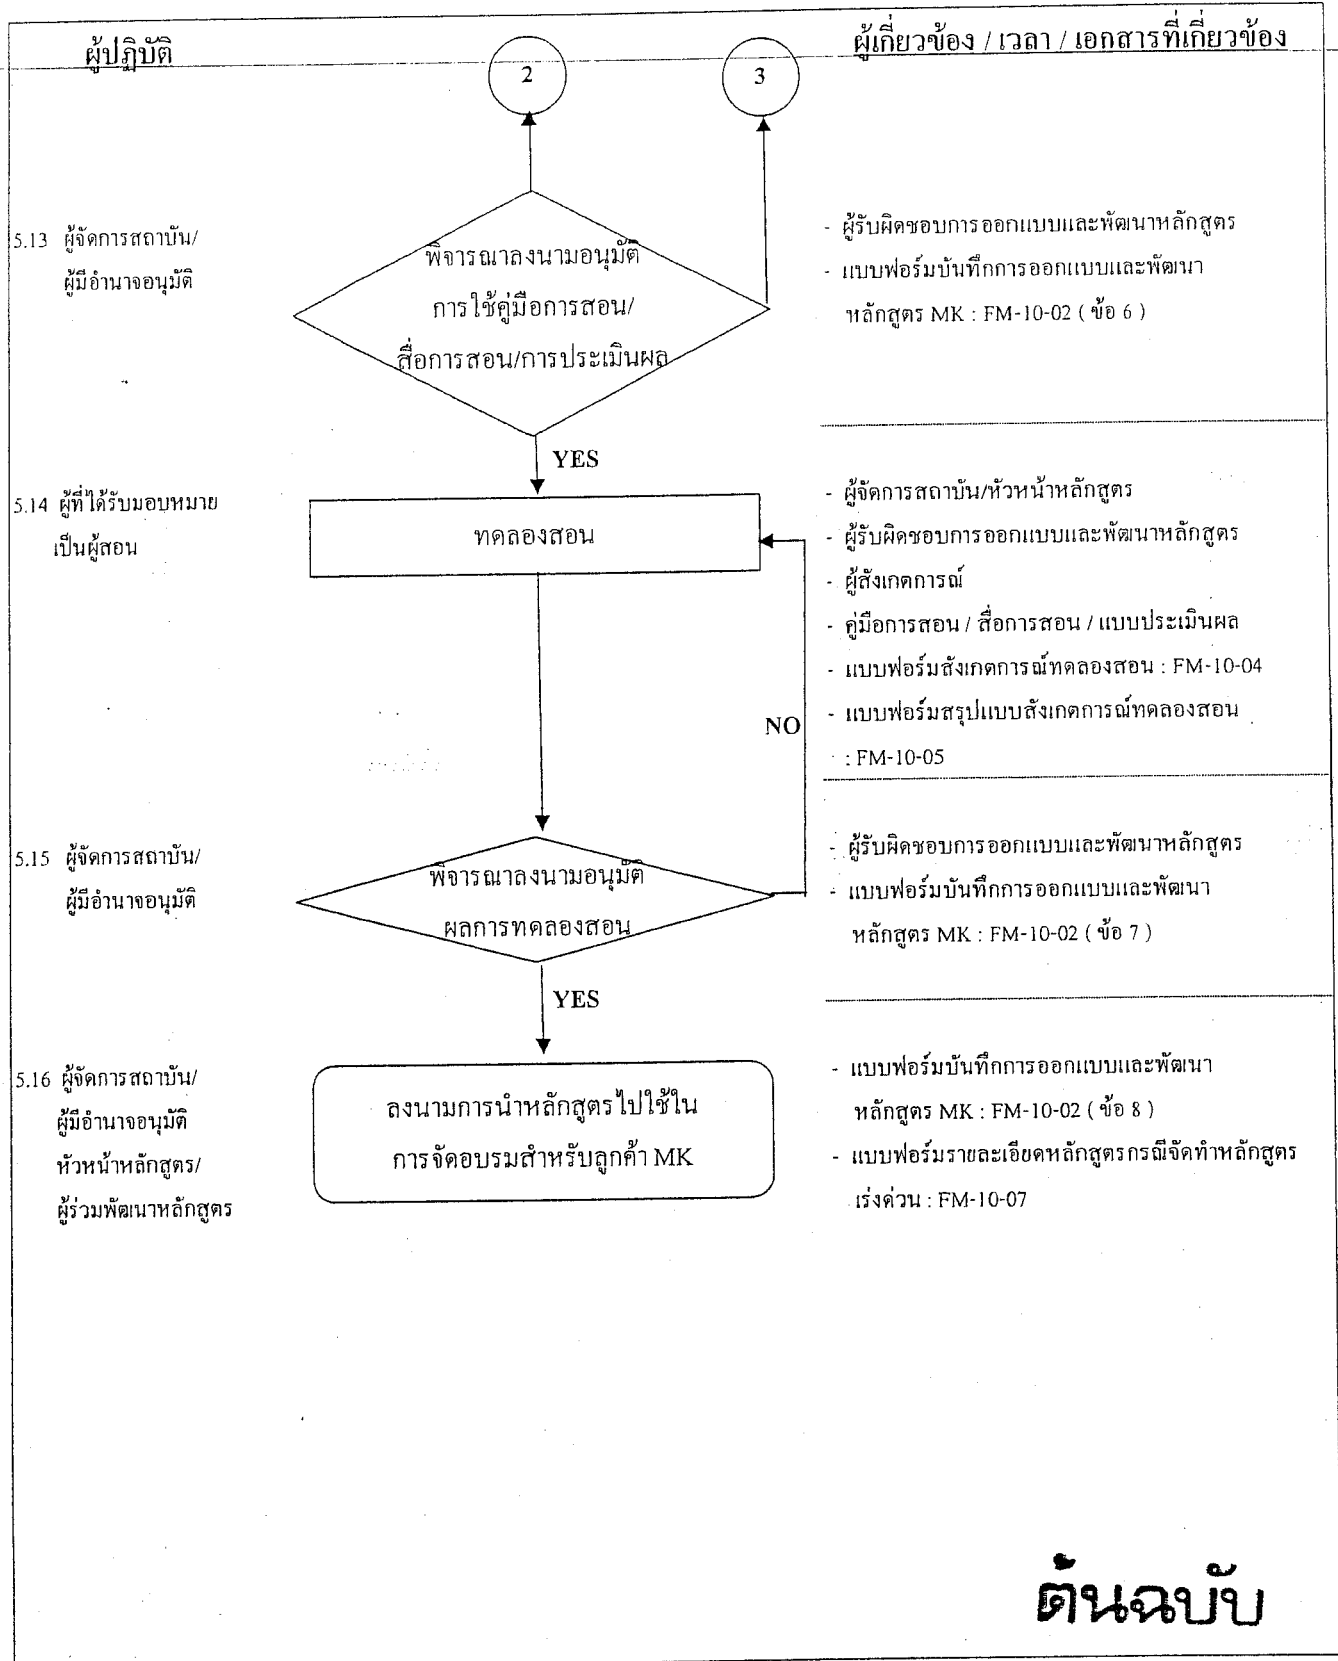 ผู้ปฏิบัติ
ผู้เกี่ยวข้อง / เวลา / เอกสารที่เกี่ยวข้อง
2
3
5.13 ผู้จัดการสถาบัน/
ผู้มีอำนาจอนุมัติ
พิจารณาลงนามอนุมัติ
การใช้คู่มือการสอน/
สื่อการสอน/การประเมินผล
- ผู้รับผิดชอบการออกแบบและพัฒนาหลักสูตร
- แบบฟอร์มบันทึกการออกแบบและพัฒนา
หลักสูตร MK : FM-10-02 ( ข้อ 6 )
YES
5.14 ผู้ที่ได้รับมอบหมาย
เป็นผู้สอน
ทดลองสอน
- ผู้จัดการสถาบัน/หัวหน้าหลักสูตร
- ผู้รับผิดชอบการออกแบบและพัฒนาหลักสูตร
- ผู้สังเกตการณ์
- คู่มือการสอน / สื่อการสอน / แบบประเมินผล
- แบบฟอร์มสังเกตการณ์ทดลองสอน : FM-10-04
- แบบฟอร์มสรุปแบบสังเกตการณ์ทดลองสอน
: FM-10-05
NO
5.15 ผู้จัดการสถาบัน/
ผู้มีอำนาจอนุมัติ
พิจารณาลงนามอนุมัติ
ผลการทดลองสอน
- ผู้รับผิดชอบการออกแบบและพัฒนาหลักสูตร
- แบบฟอร์มบันทึกการออกแบบและพัฒนา
หลักสูตร MK : FM-10-02 ( ข้อ 7 )
YES
5.16 ผู้จัดการสถาบัน/
ผู้มีอำนาจอนุมัติ
หัวหน้าหลักสูตร/
ผู้ร่วมพัฒนาหลักสูตร
ลงนามการนำหลักสูตรไปใช้ใน
การจัดอบรมสำหรับลูกค้า MK
- แบบฟอร์มบันทึกการออกแบบและพัฒนา
หลักสูตร MK : FM-10-02 ( ข้อ 8 )
- แบบฟอร์มรายละเอียดหลักสูตรกรณีจัดทำหลักสูตร
เร่งด่วน : FM-10-07
ต้นฉบับ